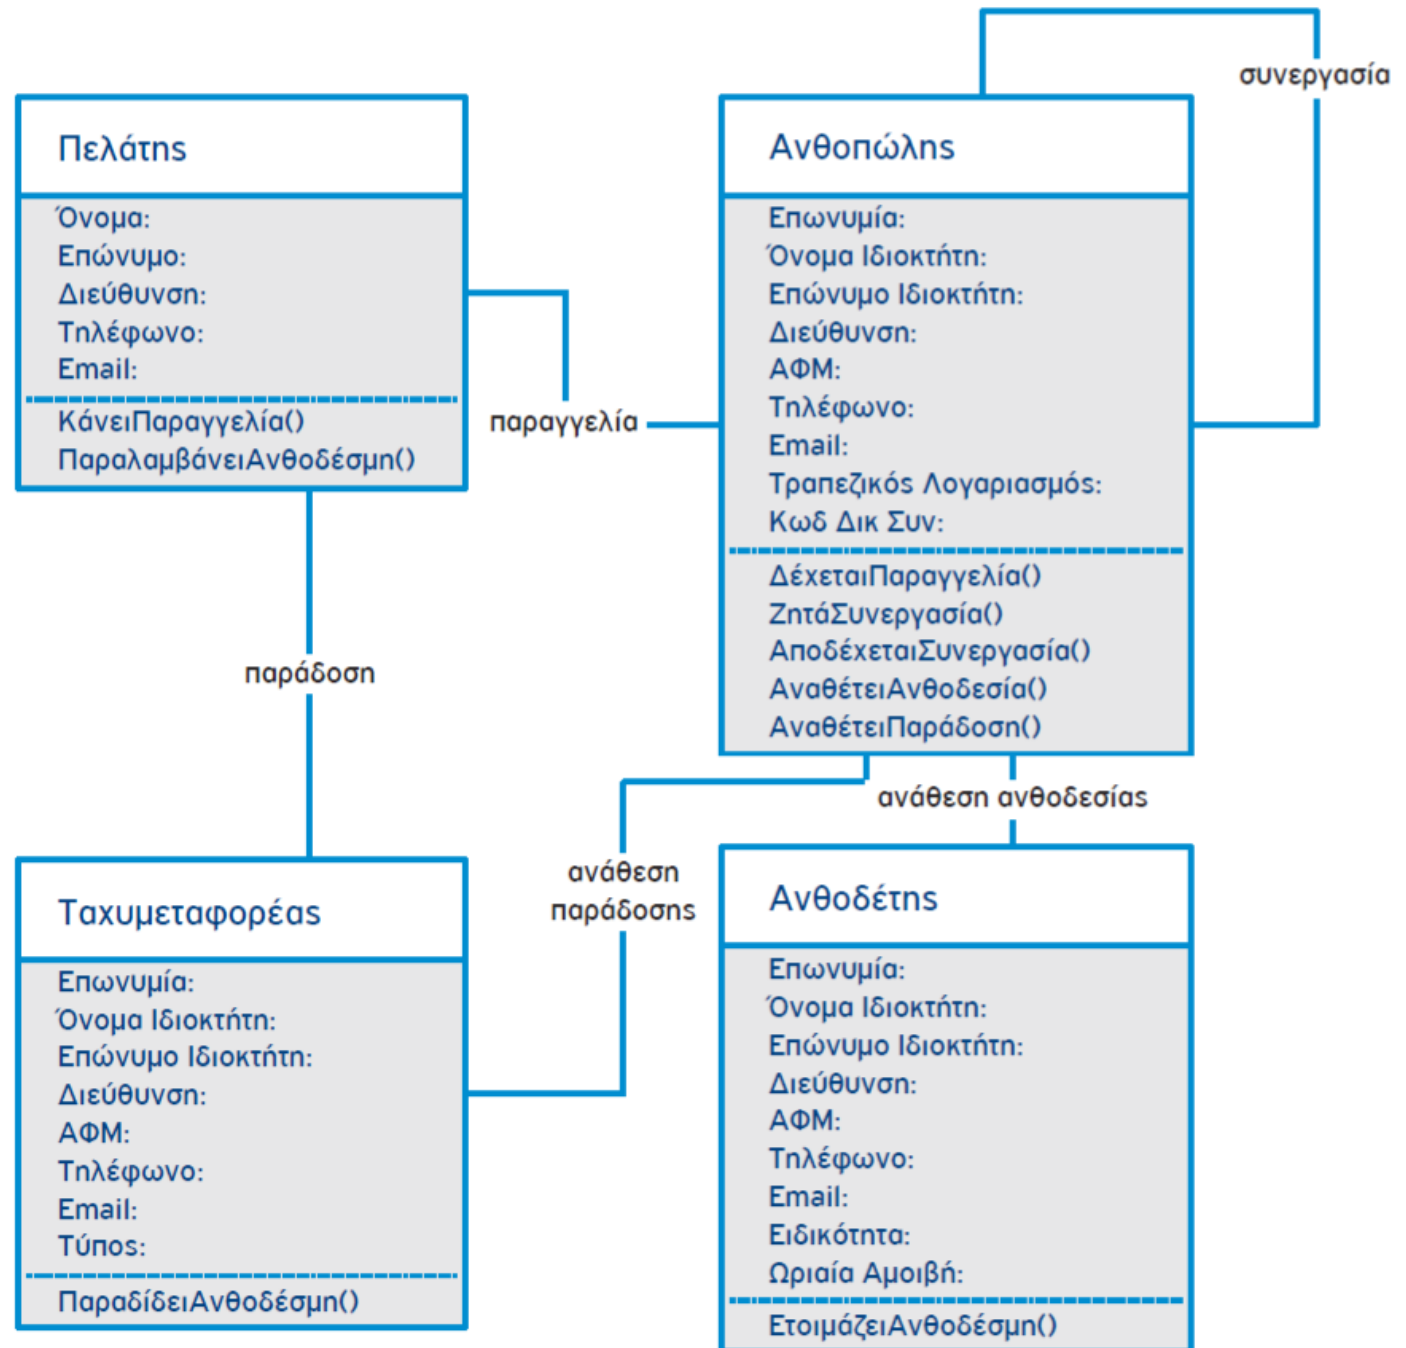 συνεργασία
Πελάτης
Όνομα:
Επώνυμο:
Διεύθυνση:
Τηλέφωνο:
Email:
ΚάνειΠαραγγελία()
ΠαραλαμβάνειΑνθοδέσμη()
παραγγελία
Ανθοπώλης
Επωνυμία:
Όνομα Ιδιοκτήτη:
Επώνυμο Ιδιοκτήτη:
Διεύθυνση:
ΑΦΜ:
Τηλέφωνο:
Email:
Τραπεζικός Λογαριασμός:
Κωδ Δικ Συν:
ΔέχεταιΠαραγγελία()
ΖητάΣυνεργασία()
ΑποδέχεταιΣυνεργασία()
ΑναθέτειΑνθοδεσία()
ΑναθέτειΠαράδοση()
παράδοση
ανάθεση ανθοδεσίας
ανάθεση
παράδοσης
Ταχυμεταφορέας
Επωνυμία:
Όνομα Ιδιοκτήτη:
Επώνυμο Ιδιοκτήτη:
Διεύθυνση:
ΑΦΜ:
Τηλέφωνο:
Email:
Τύπος:
ΠαραδίδειΑνθοδέσμη()
Ανθοδέτης
Επωνυμία:
Όνομα Ιδιοκτήτη:
Επώνυμο Ιδιοκτήτη:
Διεύθυνση:
ΑΦΜ:
Τηλέφωνο:
Email:
Ειδικότητα:
Ωριαία Αμοιβή:
ΕτοιμάζειΑνθοδέσμη()